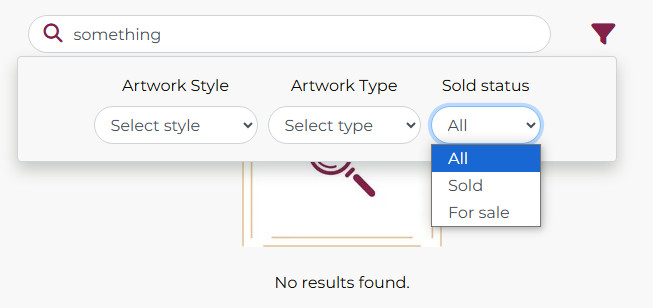 something
Artwork Style Artwork Type Sold status
Select style Select type All
All
Sold
For sale
No results found.